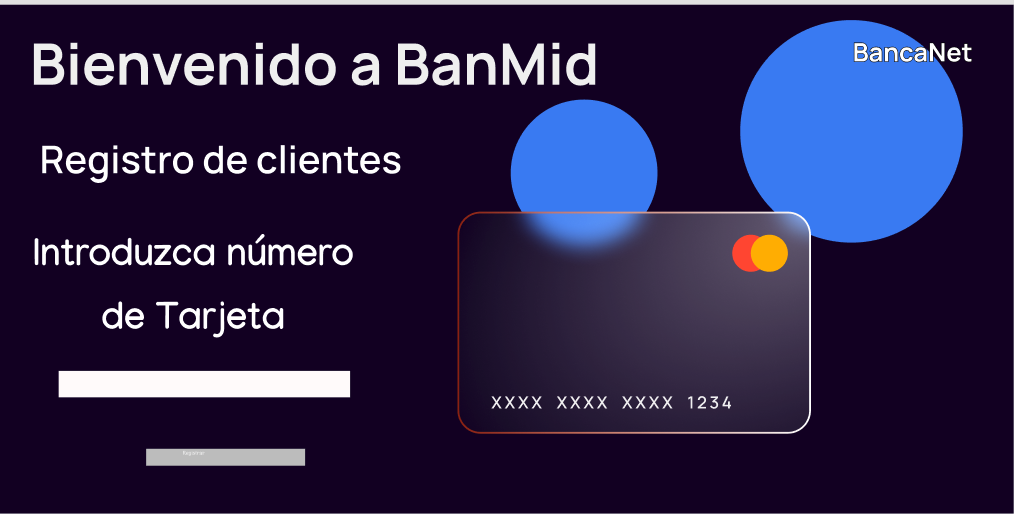 Bienvenido a BanMid
BancaNet
Registro de clientes
Introduzca número
de Tarjeta
XXXX XXXX XXXX 1234
Registrar